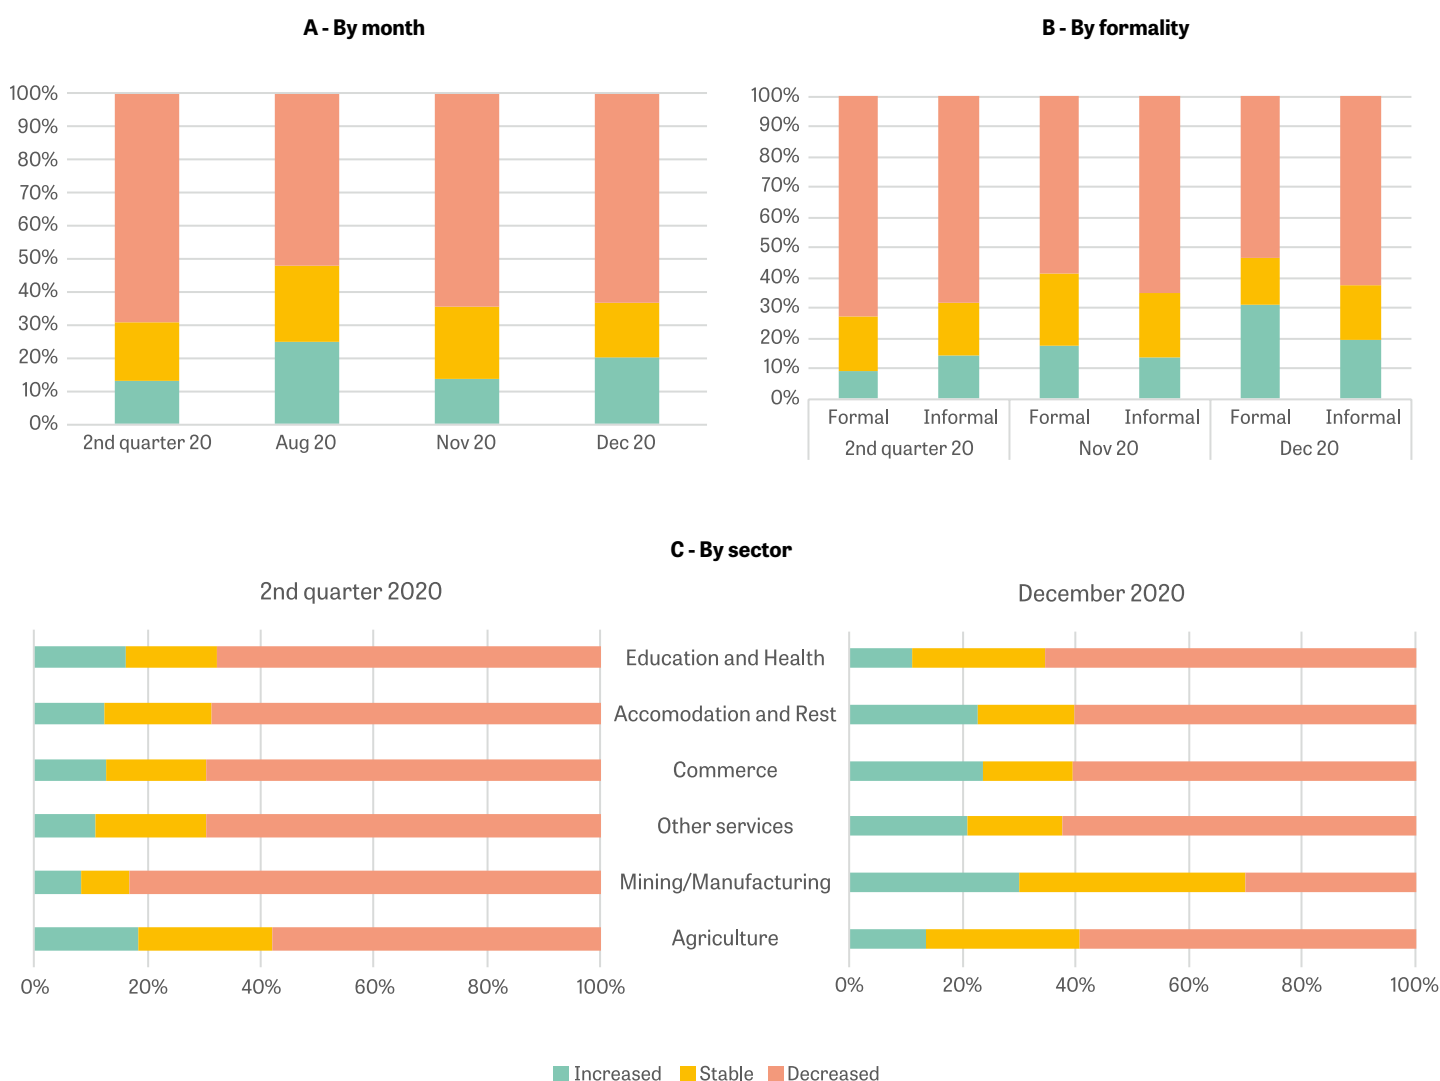 A - By month
100%
90%
80%
70%
60%
50%
40%
30%
20%
10%
0%
2nd quarter 20 Aug 20 Nov 20 Dec 20
B - By formality
100%
90%
80%
70%
60%
50%
40%
30%
20%
10%
0%
Formal Informal Formal Informal Formal Informal
2nd quarter 20 Nov 20 Dec 20
C - By sector
2nd quarter 2020 December 2020
Education and Health
Accomodation and Rest
Commerce
Other services
Mining/Manufacturing
Agriculture
0% 20% 40% 60% 80% 100% 0% 20% 40% 60% 80% 100%
Increased Stable Decreased